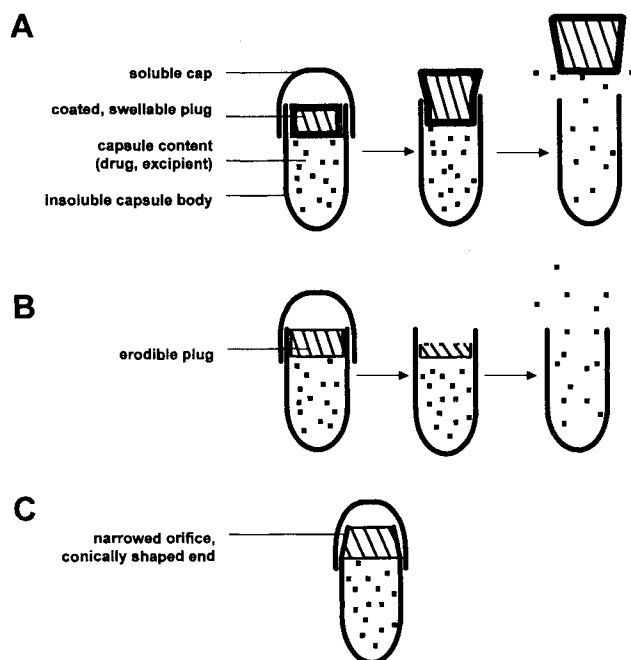 A
soluble cap
coated, swellable plug
capsule content
(drug, excipient)
insoluble capsule body
B
erodible plug
C
narrowed orifice,
conically shaped end